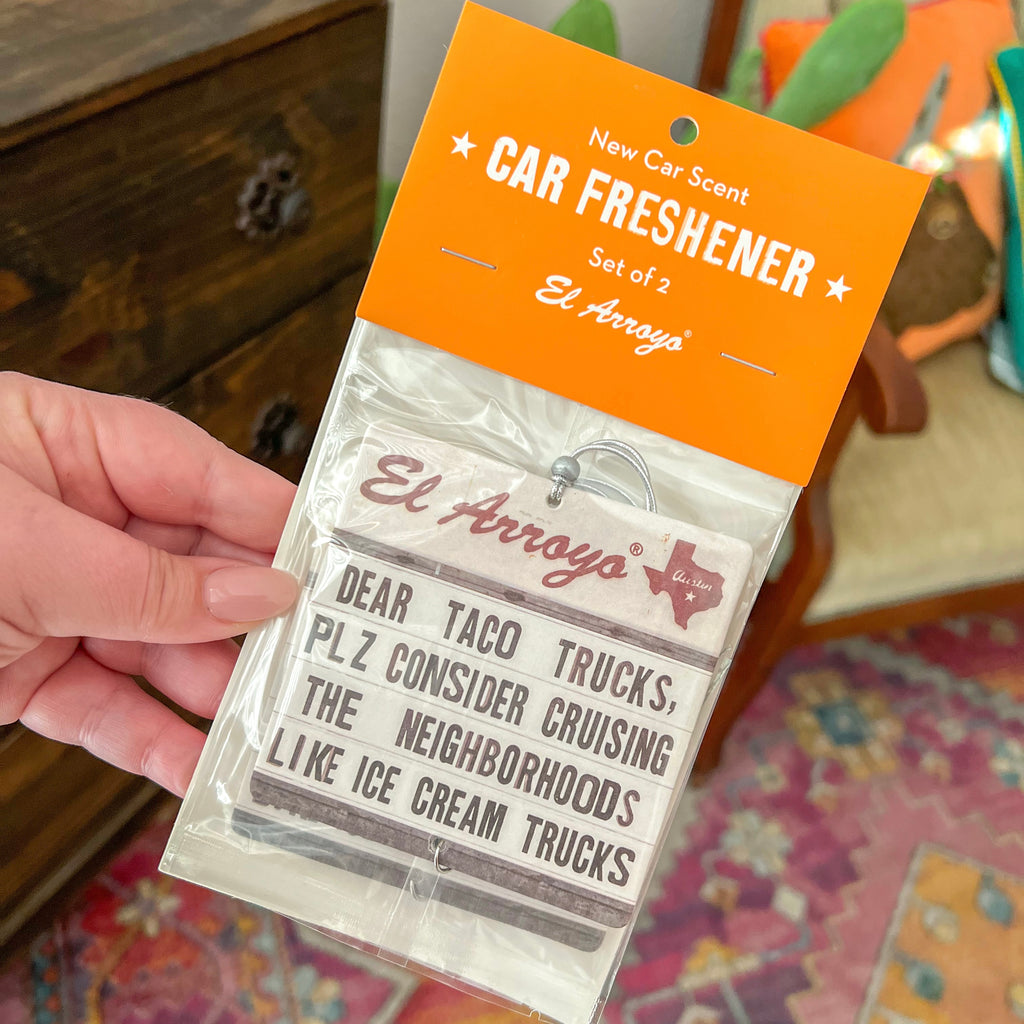 New Car Scent
★ CAR FRESHENER ★
Set of 2
El Arroyo®
El Arroyo®
Austin
DEAR TACO TRUCKS,
PLZ CONSIDER CRUISING
THE NEIGHBORHOODS
LIKE ICE CREAM TRUCKS